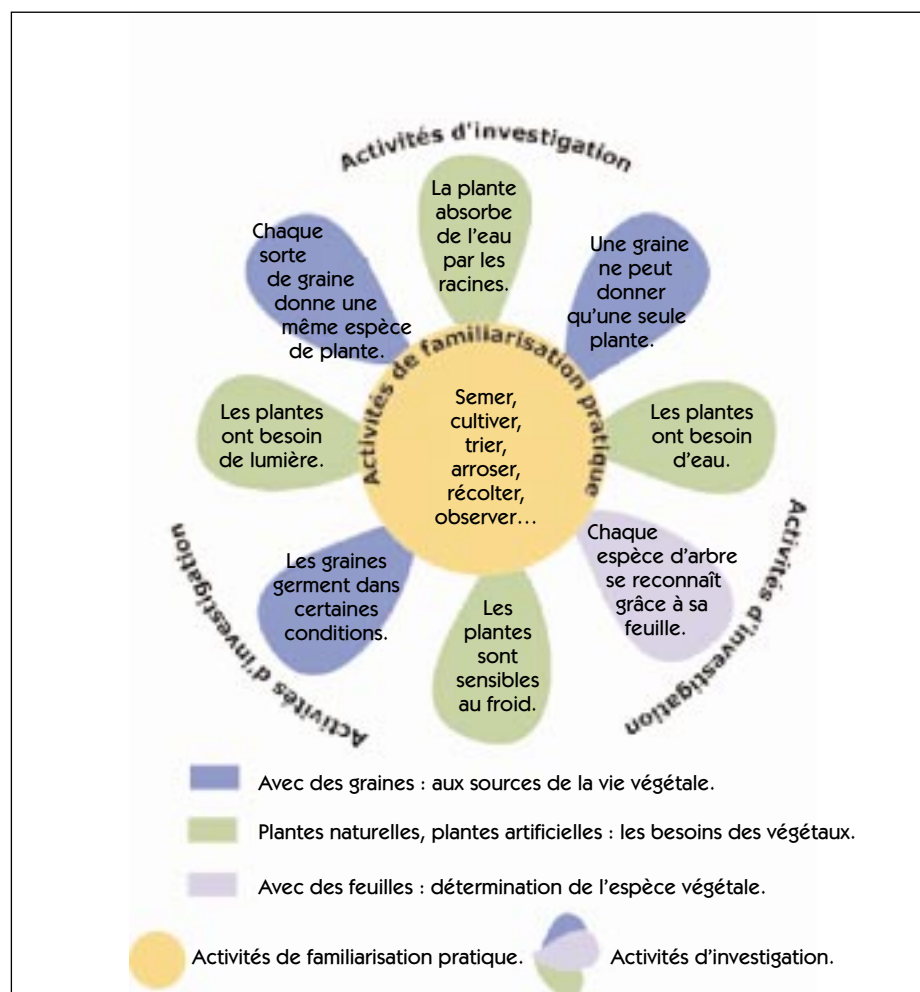 Activités d'investigation
La plante
absorbe
de l'eau
par les
racines.
Chaque
sorte
de graine
donne une
même espèce
de plante.
Une graine
ne peut
donner
qu'une seule
plante.
Activités de familiarisation pratique
Semer,
cultiver,
trier,
arroser,
récolter,
observer…
Les plantes
ont besoin
de lumière.
Les plantes
ont besoin
d'eau.
Les graines
germent dans
certaines
conditions.
Les
plantes
sont
sensibles
au froid.
Chaque
espèce d'arbre
se reconnaît
grâce à sa
feuille.
Activités d'investigation
Activités d'investigation
Avec des graines : aux sources de la vie végétale.
Plantes naturelles, plantes artificielles : les besoins des végétaux.
Avec des feuilles : détermination de l'espèce végétale.
Activités de familiarisation pratique.
Activités d'investigation.